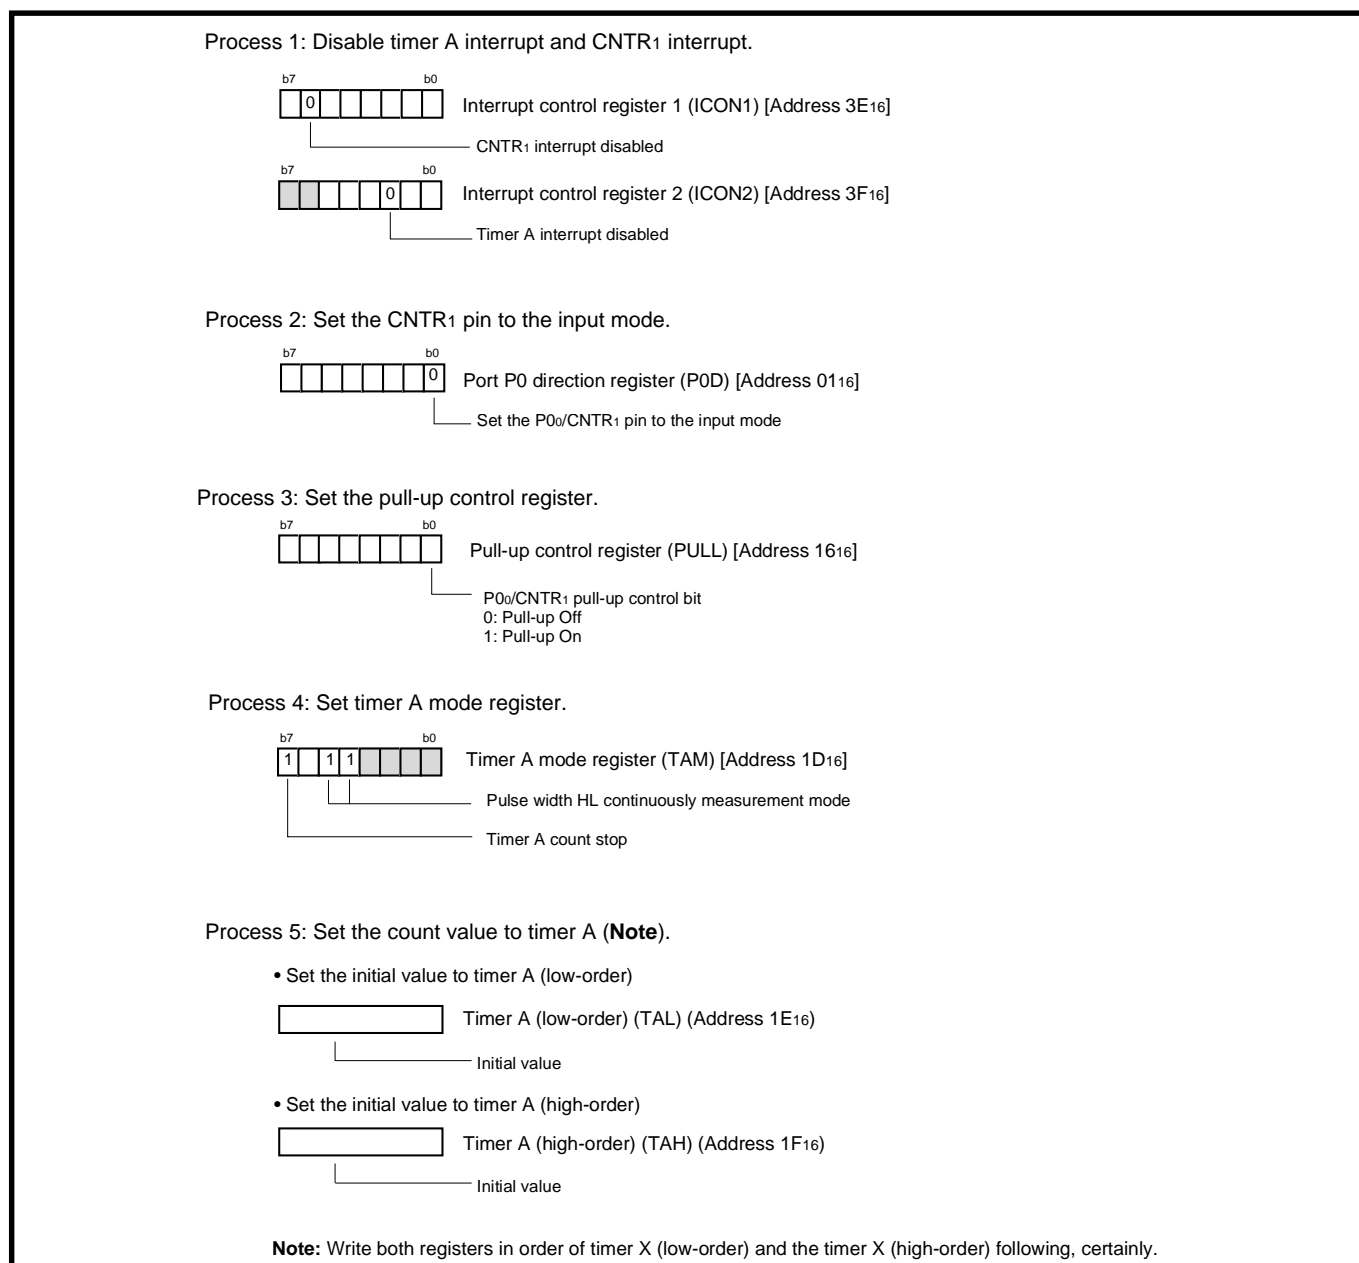 Process 1: Disable timer A interrupt and CNTR1 interrupt.
b7 b0
0 Interrupt control register 1 (ICON1) [Address 3E16]
CNTR1 interrupt disabled
b7 b0
0 Interrupt control register 2 (ICON2) [Address 3F16]
Timer A interrupt disabled
Process 2: Set the CNTR1 pin to the input mode.
b7 b0
0 Port P0 direction register (P0D) [Address 0116]
Set the P00/CNTR1 pin to the input mode
Process 3: Set the pull-up control register.
b7 b0
Pull-up control register (PULL) [Address 1616]
P00/CNTR1 pull-up control bit
0: Pull-up Off
1: Pull-up On
Process 4: Set timer A mode register.
b7 b0
1 1 1 Timer A mode register (TAM) [Address 1D16]
Pulse width HL continuously measurement mode
Timer A count stop
Process 5: Set the count value to timer A (Note).
• Set the initial value to timer A (low-order)
Timer A (low-order) (TAL) (Address 1E16)
Initial value
• Set the initial value to timer A (high-order)
Timer A (high-order) (TAH) (Address 1F16)
Initial value
Note: Write both registers in order of timer X (low-order) and the timer X (high-order) following, certainly.